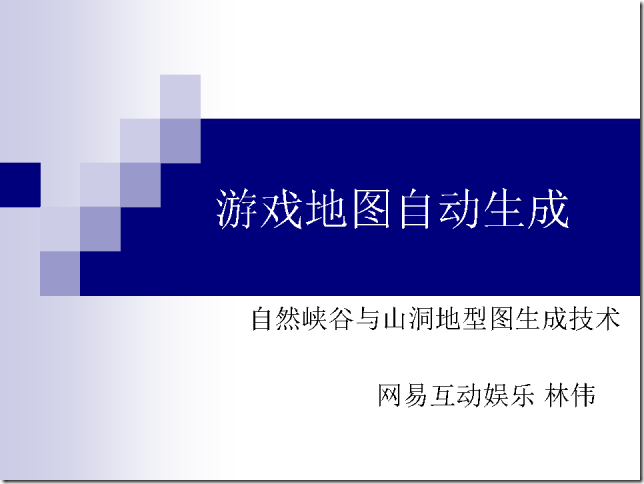 游戏地图自动生成
自然峡谷与山洞地型图生成技术
网易互动娱乐 林伟